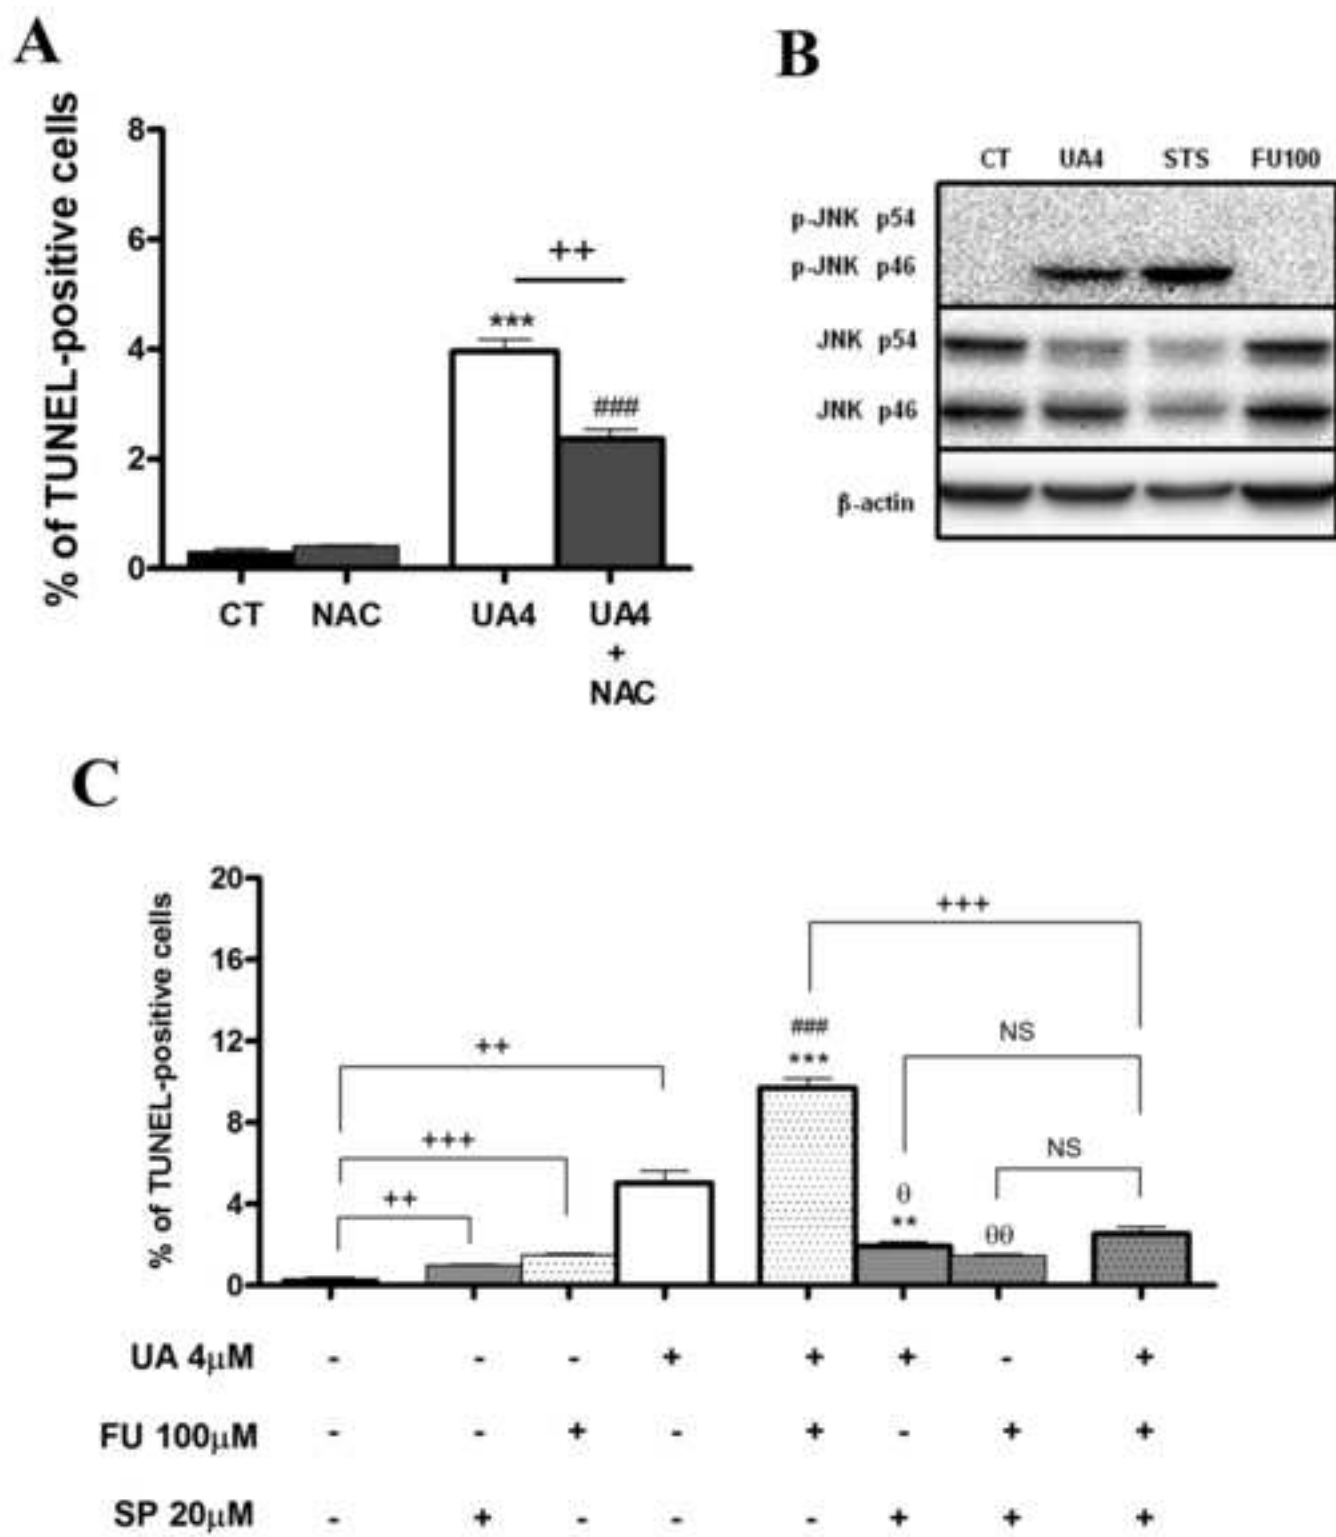 A
% of TUNEL-positive cells
8
6
4
2
0
++
***
###
CT NAC UA4 UA4
+
NAC
B
CT UA4 STS FU100
p-JNK p54
p-JNK p46
JNK p54
JNK p46
β-actin
C
% of TUNEL-positive cells
20
16
12
8
4
0
+++
NS
NS
###
***
++
+++
++
θ
**
θθ
UA 4μM - - - + + + - +
FU 100μM - - + - + - + +
SP 20μM - + - - - + + +